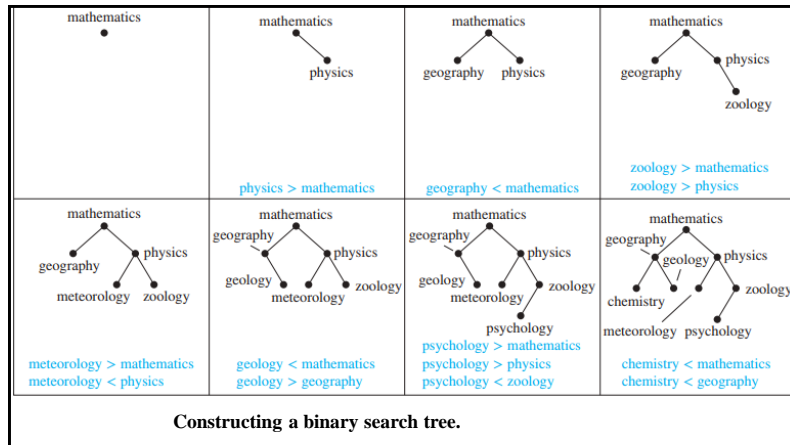 mathematics
mathematics
physics
physics > mathematics
mathematics
geography
physics
geography < mathematics
mathematics
geography
physics
zoology
zoology > mathematics
zoology > physics
mathematics
geography
physics
meteorology
zoology
meteorology > mathematics
meteorology < physics
mathematics
geography
physics
geology
meteorology
zoology
geology < mathematics
geology > geography
mathematics
geography
physics
geology
meteorology
zoology
psychology
psychology > mathematics
psychology > physics
psychology < zoology
mathematics
geography
geology
physics
chemistry
zoology
meteorology
psychology
chemistry < mathematics
chemistry < geography
Constructing a binary search tree.